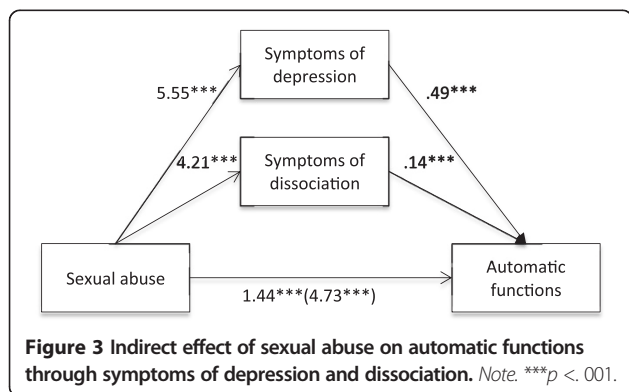 Symptoms of
depression
5.55***
.49***
4.21***
Symptoms of
dissociation
.14***
Sexual abuse
Automatic
functions
1.44***(4.73***)
Figure 3 Indirect effect of sexual abuse on automatic functions
through symptoms of depression and dissociation. Note. ***p <. 001.